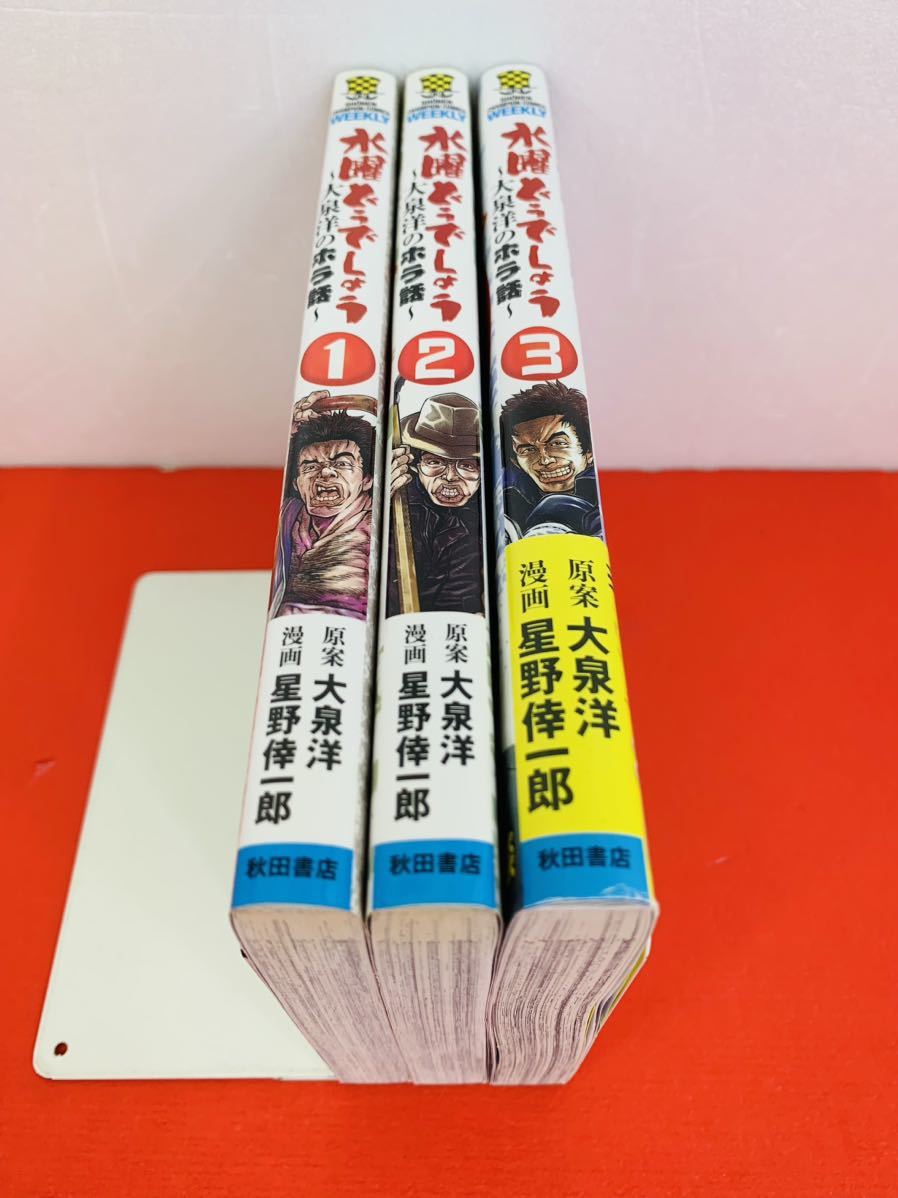 SHŌNEN
CHAMPION COMICS
WEEKLY
水曜どうでしょう
～大泉洋のホラ話～
1
原案 大泉洋
漫画 星野倖一郎
秋田書店
SHŌNEN
CHAMPION COMICS
WEEKLY
水曜どうでしょう
～大泉洋のホラ話～
2
原案 大泉洋
漫画 星野倖一郎
秋田書店
SHŌNEN
CHAMPION COMICS
WEEKLY
水曜どうでしょう
～大泉洋のホラ話～
3
原案 大泉洋
漫画 星野倖一郎
秋田書店